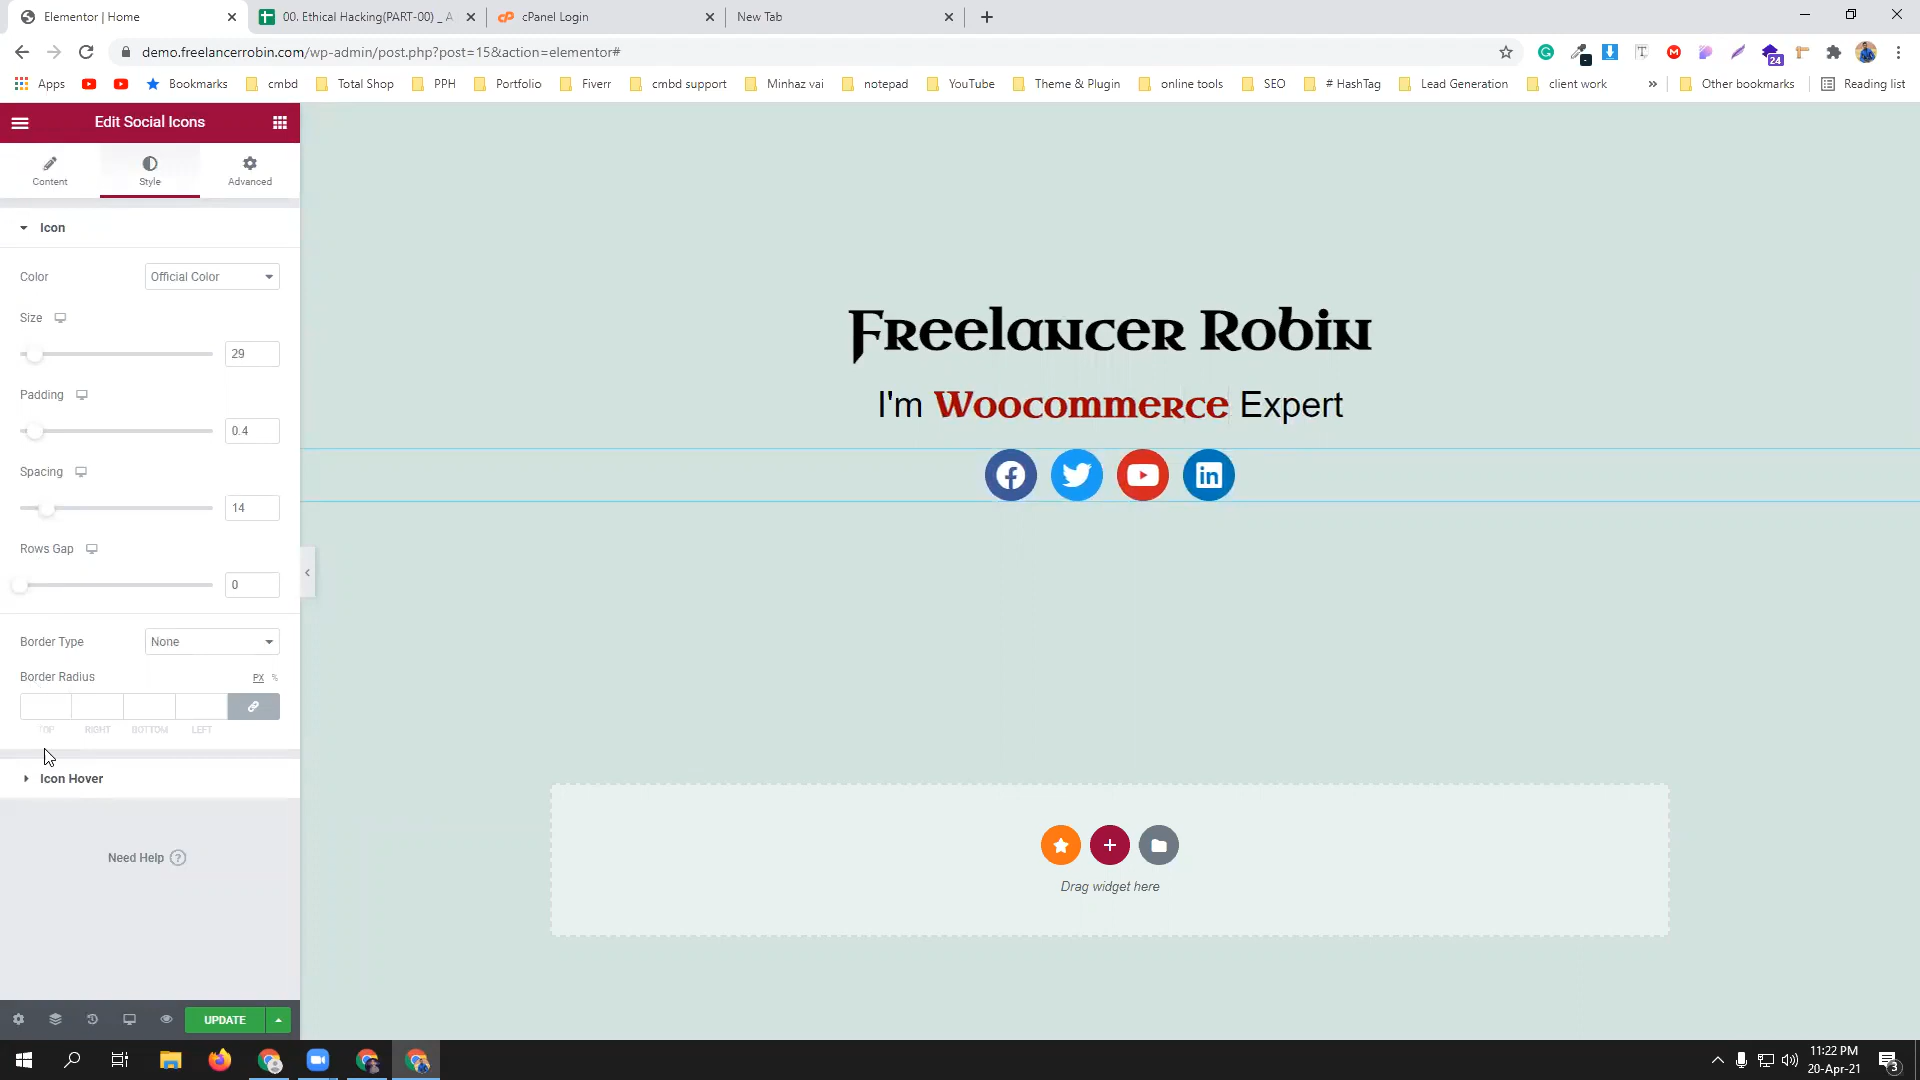 Elementor | Home
00. Ethical Hacking(PART-00) _ A
cPanel Login
New Tab
demo.freelancerrobin.com/wp-admin/post.php?post=15&action=elementor#
24
Apps
Bookmarks
cmbd
Total Shop
PPH
Portfolio
Fiverr
cmbd support
Minhaz vai
notepad
YouTube
Theme & Plugin
online tools
SEO
# HashTag
Lead Generation
client work
»
Other bookmarks
Reading list
Edit Social Icons
Content
Style
Advanced
Icon
Color
Official Color
Size
29
Padding
0.4
Spacing
14
Rows Gap
0
Border Type
None
Border Radius
PX %
TOP
RIGHT
BOTTOM
LEFT
Icon Hover
Need Help ?
UPDATE
Freelancer Robin
I'm Woocommerce Expert
Drag widget here
11:22 PM
20-Apr-21
3